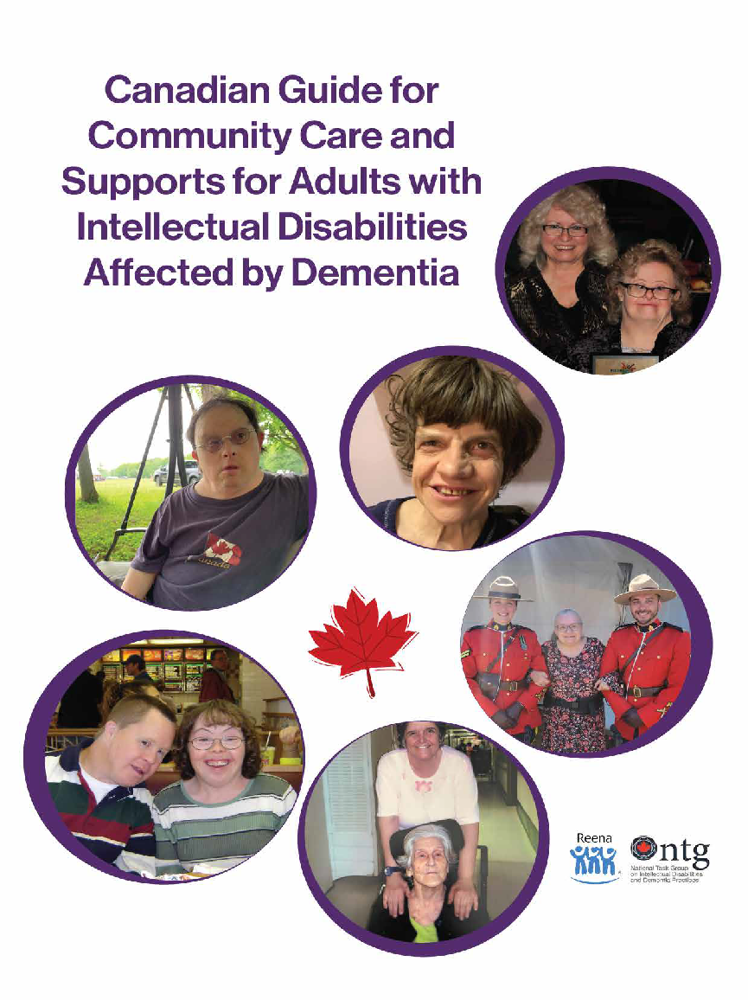 Canadian Guide for
Community Care and
Supports for Adults with
Intellectual Disabilities
Affected by Dementia
Canada
Reena
ntg
National Task Group
on Intellectual Disabilities
and Dementia Practices